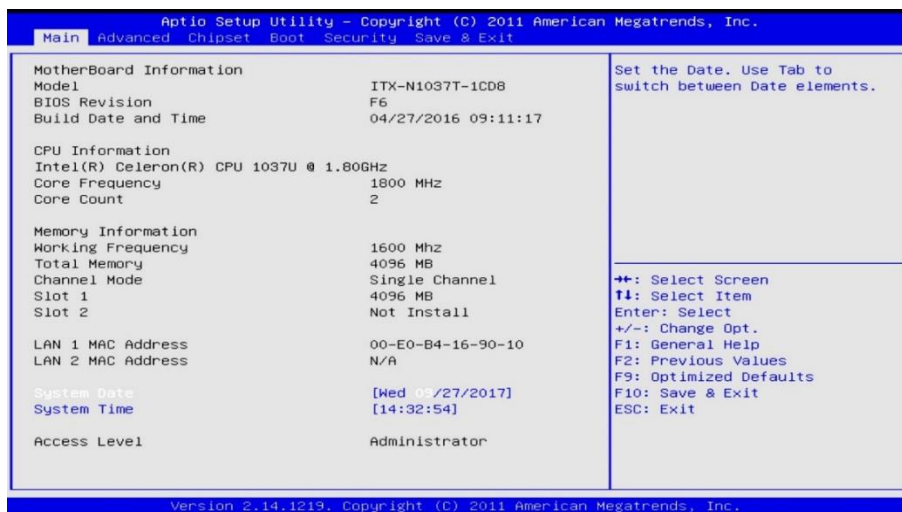 Aptio Setup Utility – Copyright (C) 2011 American Megatrends, Inc.
Main Advanced Chipset Boot Security Save & Exit
MotherBoard Information
Model ITX-N1037T-1CD8
BIOS Revision F6
Build Date and Time 04/27/2016 09:11:17
CPU Information
Intel(R) Celeron(R) CPU 1037U @ 1.80GHz
Core Frequency 1800 MHz
Core Count 2
Memory Information
Working Frequency 1600 Mhz
Total Memory 4096 MB
Channel Mode Single Channel
Slot 1 4096 MB
Slot 2 Not Install
LAN 1 MAC Address 00-E0-B4-16-90-10
LAN 2 MAC Address N/A
System Date [Wed 09/27/2017]
System Time [14:32:54]
Access Level Administrator
Set the Date. Use Tab to
switch between Date elements.
→←: Select Screen
↑↓: Select Item
Enter: Select
+/-: Change Opt.
F1: General Help
F2: Previous Values
F9: Optimized Defaults
F10: Save & Exit
ESC: Exit
Version 2.14.1219. Copyright (C) 2011 American Megatrends, Inc.